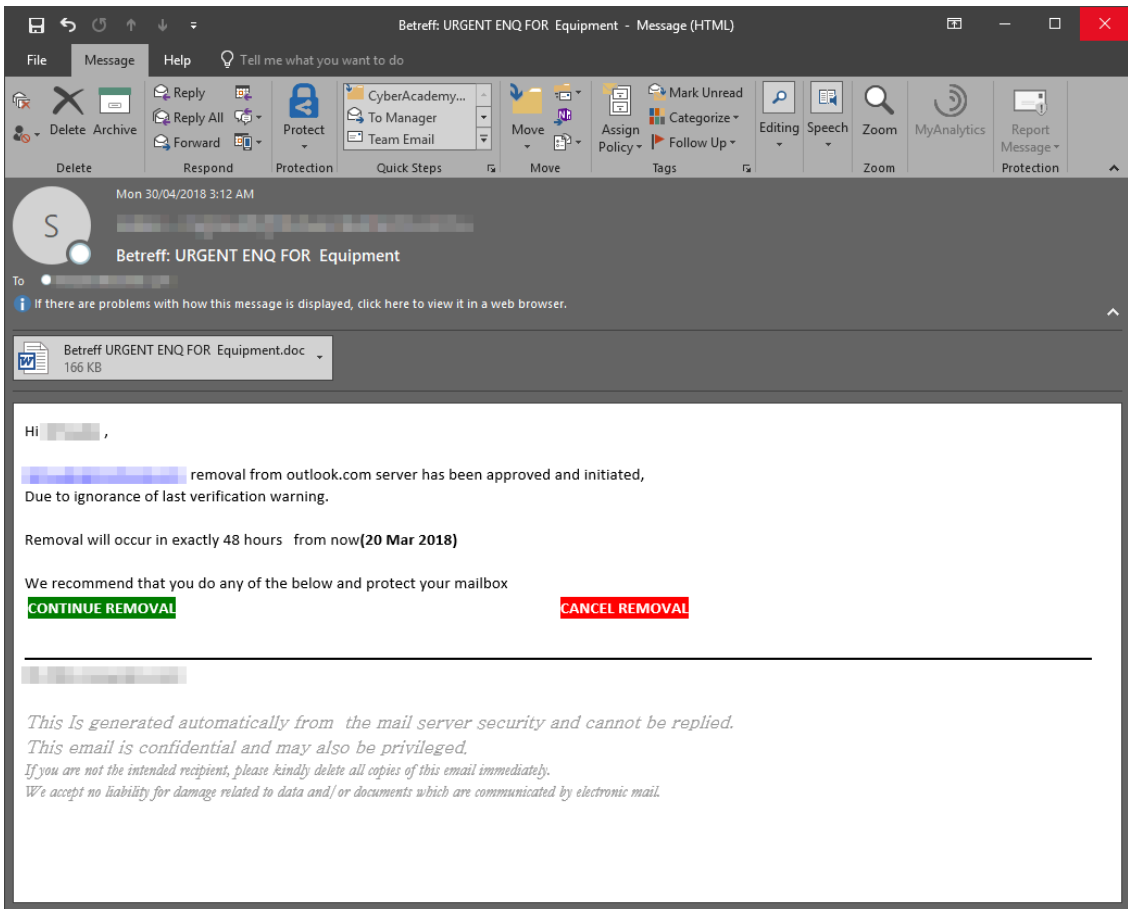 Betreff: URGENT ENQ FOR  Equipment  -  Message (HTML)
File Message Help Tell me what you want to do
Delete Archive
Reply
Reply All
Forward
Protect
CyberAcademy...
To Manager
Team Email
Move
Assign Policy
Mark Unread
Categorize
Follow Up
Editing Speech Zoom MyAnalytics Report Message
Delete Respond Protection Quick Steps Move Tags Zoom Protection
Mon 30/04/2018 3:12 AM
S
Betreff: URGENT ENQ FOR  Equipment
To
If there are problems with how this message is displayed, click here to view it in a web browser.
Betreff URGENT ENQ FOR  Equipment.doc
166 KB
Hi ,
removal from outlook.com server has been approved and initiated,
Due to ignorance of last verification warning.
Removal will occur in exactly 48 hours  from now(20 Mar 2018)
We recommend that you do any of the below and protect your mailbox
CONTINUE REMOVAL CANCEL REMOVAL
This Is generated automatically from  the mail server security and cannot be replied.
This email is confidential and may also be privileged.
If you are not the intended recipient, please kindly delete all copies of this email immediately.
We accept no liability for damage related to data and/or documents which are communicated by electronic mail.